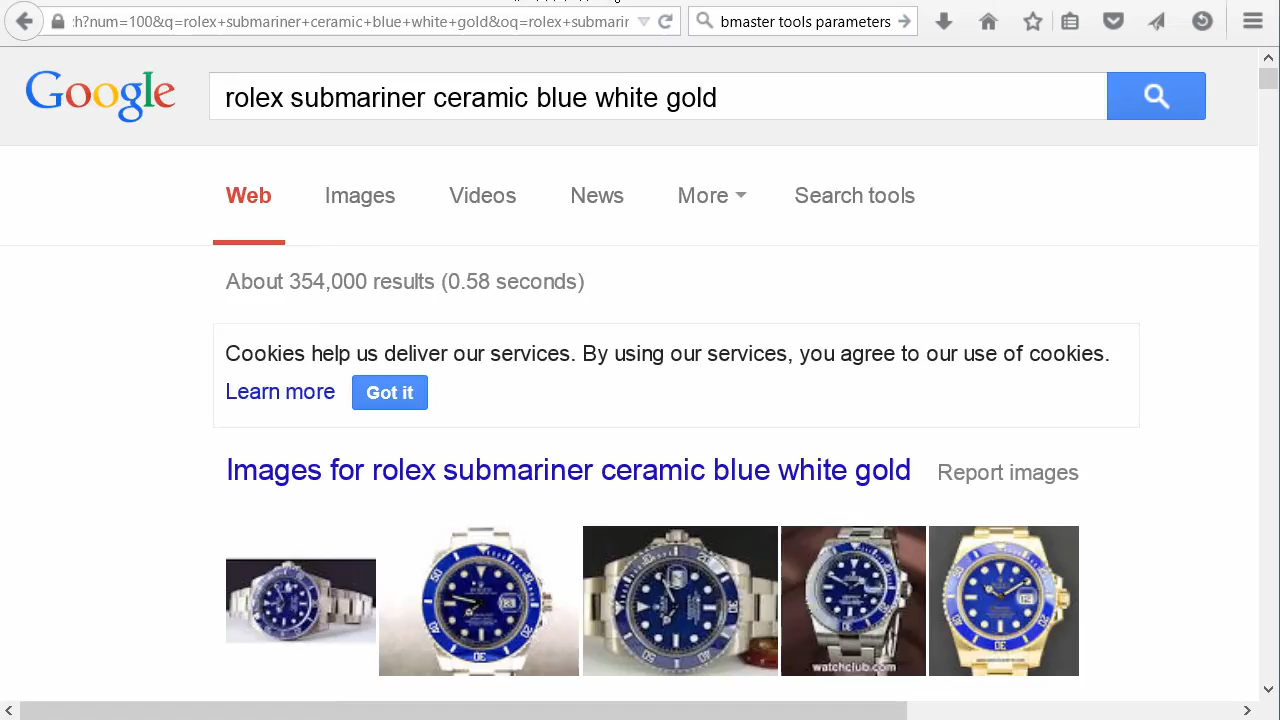 h?num=100&q=rolex+submariner+ceramic+blue+white+gold&oq=rolex+submarir
bmaster tools parameters
Google
rolex submariner ceramic blue white gold
Web Images Videos News More Search tools
About 354,000 results (0.58 seconds)
Cookies help us deliver our services. By using our services, you agree to our use of cookies.
Learn more Got it
Images for rolex submariner ceramic blue white gold Report images
watchclub.com